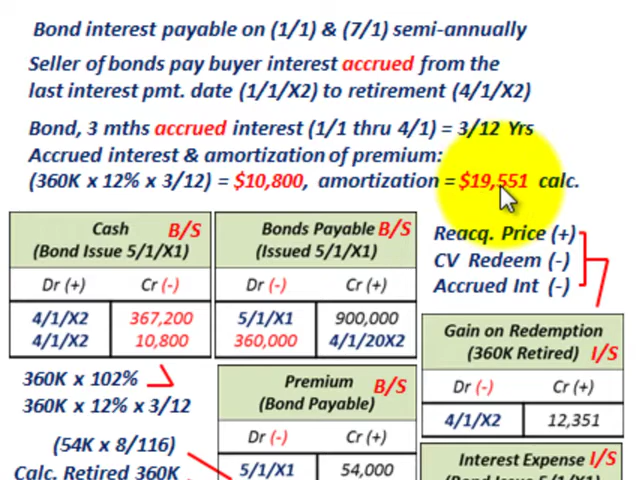 Bond interest payable on (1/1) & (7/1) semi-annually
Seller of bonds pay buyer interest accrued from the
last interest pmt. date (1/1/X2) to retirement (4/1/X2)
Bond, 3 mths accrued interest (1/1 thru 4/1) = 3/12 Yrs
Accrued interest & amortization of premium:
(360K x 12% x 3/12) = $10,800, amortization = $19,551 calc.
Cash B/S
(Bond Issue 5/1/X1)
Dr (+) Cr (-)
4/1/X2 367,200
4/1/X2 10,800
Bonds Payable B/S
(Issued 5/1/X1)
Dr (-) Cr (+)
5/1/X1 900,000
360,000 4/1/20X2
Reacq. Price (+)
CV Redeem (-)
Accrued Int (-)
Gain on Redemption
(360K Retired) I/S
Dr (-) Cr (+)
4/1/X2 12,351
360K x 102%
360K x 12% x 3/12
(54K x 8/116)
Calc. Retired 360K
Premium B/S
(Bond Payable)
Dr (-) Cr (+)
5/1/X1 54,000
Interest Expense I/S
(Bond Issue 5/1/X1)